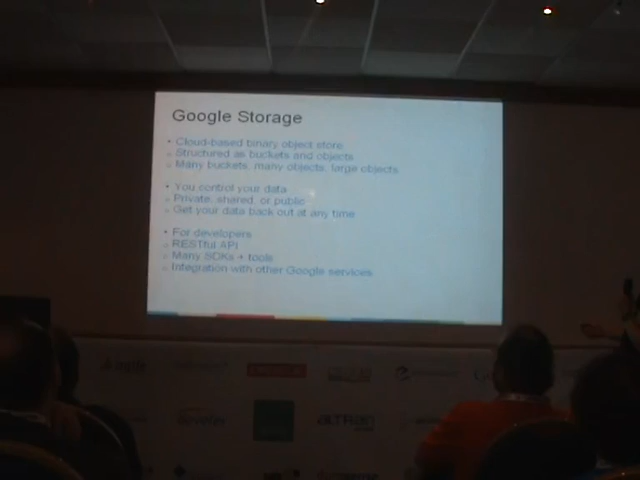 Google Storage
• Cloud-based binary object store
o Structured as buckets and objects
o Many buckets, many objects, large objects
• You control your data
o Private, shared, or public
o Get your data back out at any time
• For developers
o RESTful API
o Many SDKs + tools
o Integration with other Google services
aLTRan